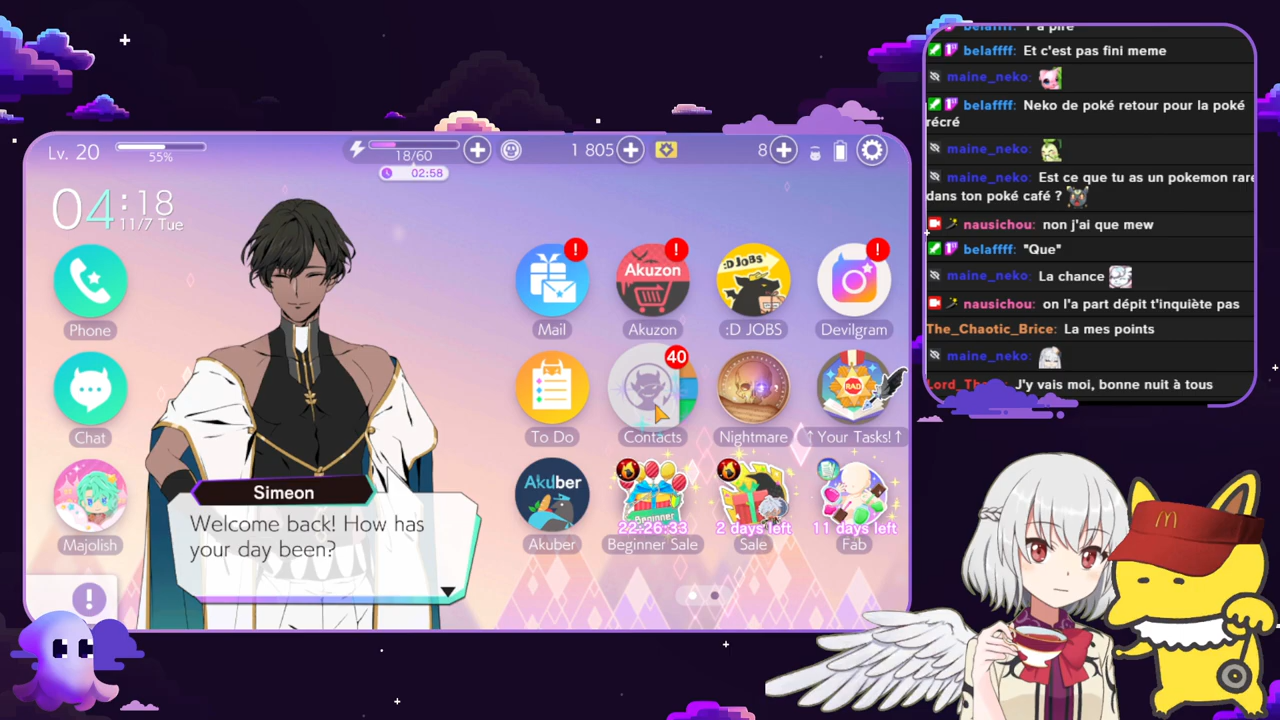 Lv. 20
55%
18/60
02:58
1 805
8
04:18
11/7 Tue
Phone
Chat
Majolish
Simeon
Welcome back! How has
your day been?
!
Mail
!
Akuzon
Akuzon
:D JOBS
:D JOBS
!
Devilgram
To Do
40
Contacts
Nightmare
RAD
↑Your Tasks!↑
Akuber
Akuber
Beginner
22:26:33
Beginner Sale
2 days left
Sale
11 days left
Fab
!
belaffff: Y a pire
belaffff: Et c'est pas fini meme
maine_neko:
belaffff: Neko de poké retour pour la poké
récré
maine_neko:
maine_neko: Est ce que tu as un pokemon rare
dans ton poké café ?
nausichou: non j'ai que mew
belaffff: "Que"
maine_neko: La chance
nausichou: on l'a part dépit t'inquiète pas
The_Chaotic_Brice: La mes points
maine_neko:
J'y vais moi, bonne nuit à tous